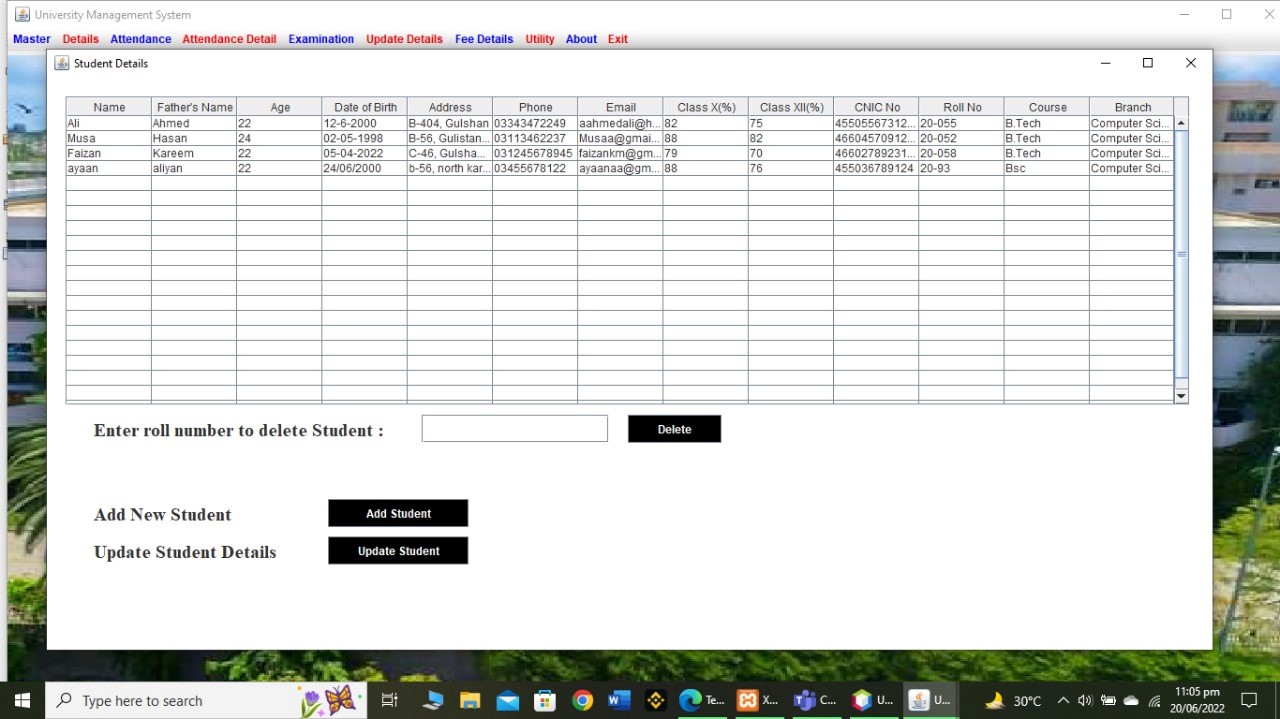 University Management System
Master Details Attendance Attendance Detail Examination Update Details Fee Details Utility About Exit
Student Details
Name Father's Name Age Date of Birth Address Phone Email Class X(%) Class XII(%) CNIC No Roll No Course Branch
Ali Ahmed 22 12-6-2000 B-404, Gulshan 03343472249 aahmedali@h... 82 75 45505567312... 20-055 B.Tech Computer Sci...
Musa Hasan 24 02-05-1998 B-56, Gulistan... 03113462237 Musaa@gmai... 88 82 46604570912... 20-052 B.Tech Computer Sci...
Faizan Kareem 22 05-04-2022 C-46, Gulsha... 031245678945 faizankm@gm... 79 70 46602789231... 20-058 B.Tech Computer Sci...
ayaan aliyan 22 24/06/2000 b-56, north kar... 03455678122 ayaanaa@gm... 88 76 455036789124 20-93 Bsc Computer Sci...
Enter roll number to delete Student : Delete
Add New Student Add Student
Update Student Details Update Student
Type here to search Te... X... C... U... U... 30°C 11:05 pm
20/06/2022